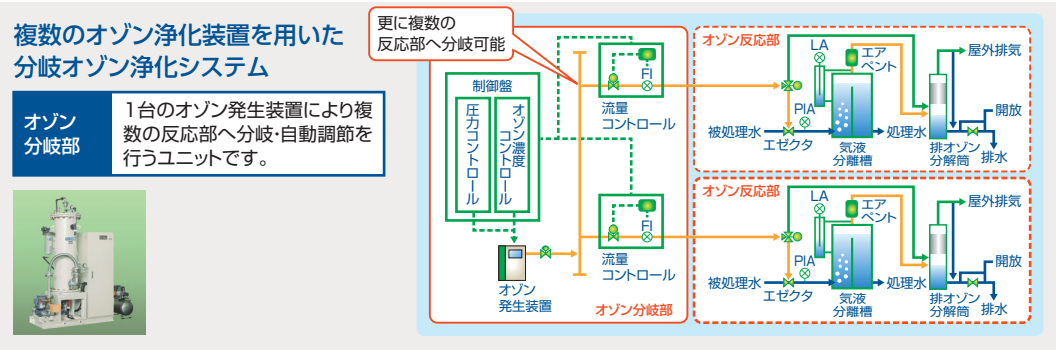 複数のオゾン浄化装置を用いた
分岐オゾン浄化システム
オゾン
分岐部
1台のオゾン発生装置により複
数の反応部へ分岐・自動調節を
行うユニットです。
更に複数の
反応部へ分岐可能
制御盤
圧力コントロール
オゾン濃度
コントロール
オゾン
発生装置
FI
流量
コントロール
FI
流量
コントロール
オゾン分岐部
オゾン反応部
LA
エア
ベント
屋外排気
PIA
開放
被処理水
エゼクタ
気液
分離槽
処理水
排オゾン
分解筒
排水
オゾン反応部
LA
エア
ベント
屋外排気
PIA
開放
被処理水
エゼクタ
気液
分離槽
処理水
排オゾン
分解筒
排水